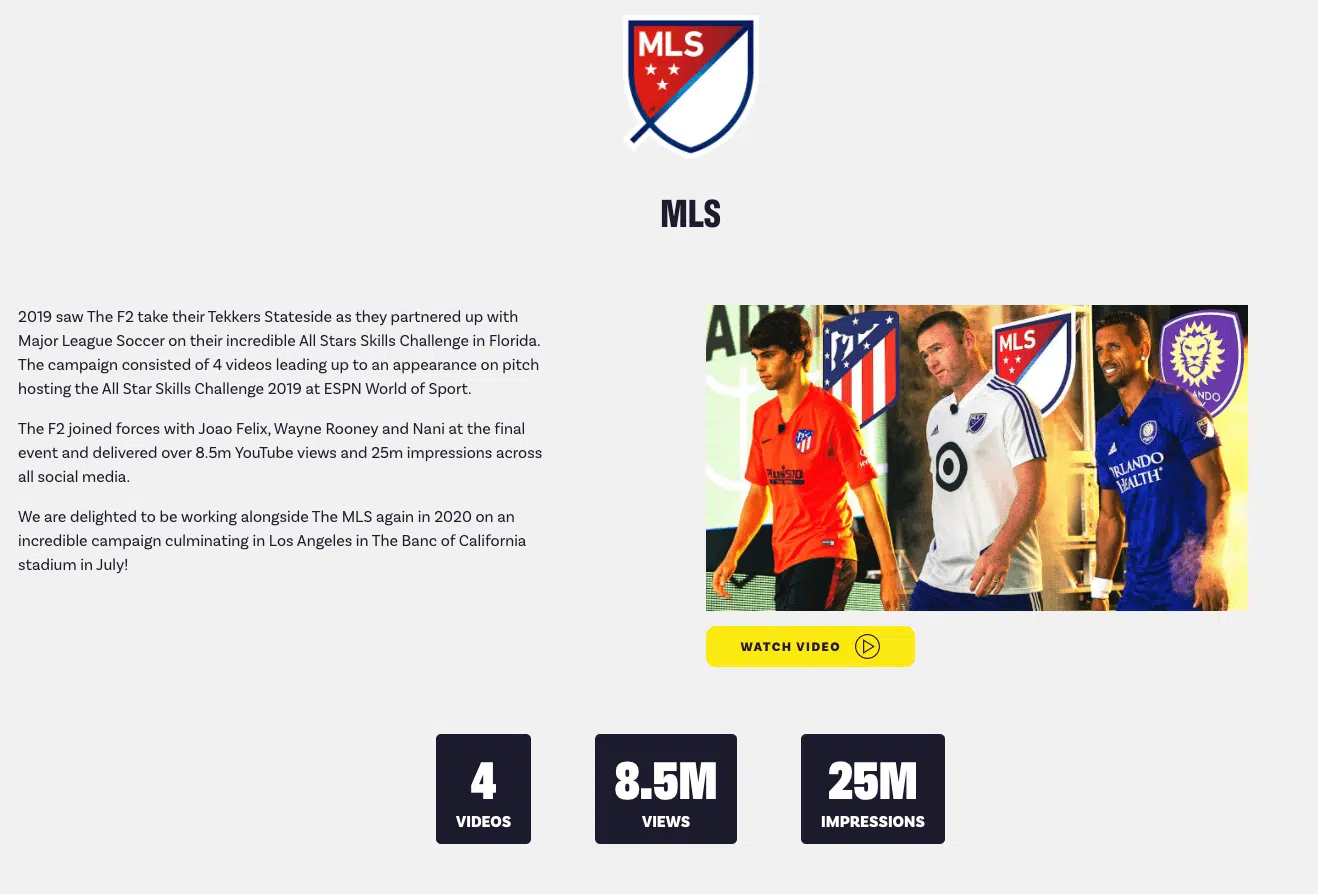 MLS
MLS
2019 saw The F2 take their Tekkers Stateside as they partnered up with
Major League Soccer on their incredible All Stars Skills Challenge in Florida.
The campaign consisted of 4 videos leading up to an appearance on pitch
hosting the All Star Skills Challenge 2019 at ESPN World of Sport.
The F2 joined forces with Joao Felix, Wayne Rooney and Nani at the final
event and delivered over 8.5m YouTube views and 25m impressions across
all social media.
We are delighted to be working alongside The MLS again in 2020 on an
incredible campaign culminating in Los Angeles in The Banc of California
stadium in July!
MLS
ORLANDO
HEALTH
WATCH VIDEO
4
VIDEOS
8.5M
VIEWS
25M
IMPRESSIONS